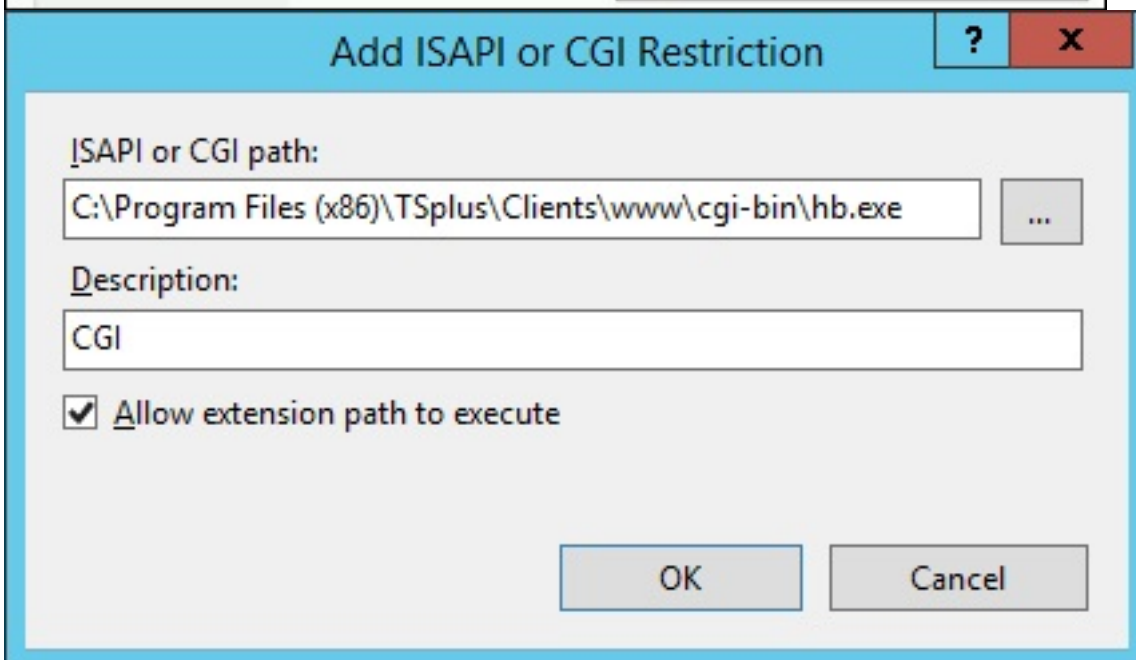 Add ISAPI or CGI Restriction
?
x
ISAPI or CGI path:
C:\Program Files (x86)\TSplus\Clients\www\cgi-bin\hb.exe
...
Description:
CGI
Allow extension path to execute
OK
Cancel